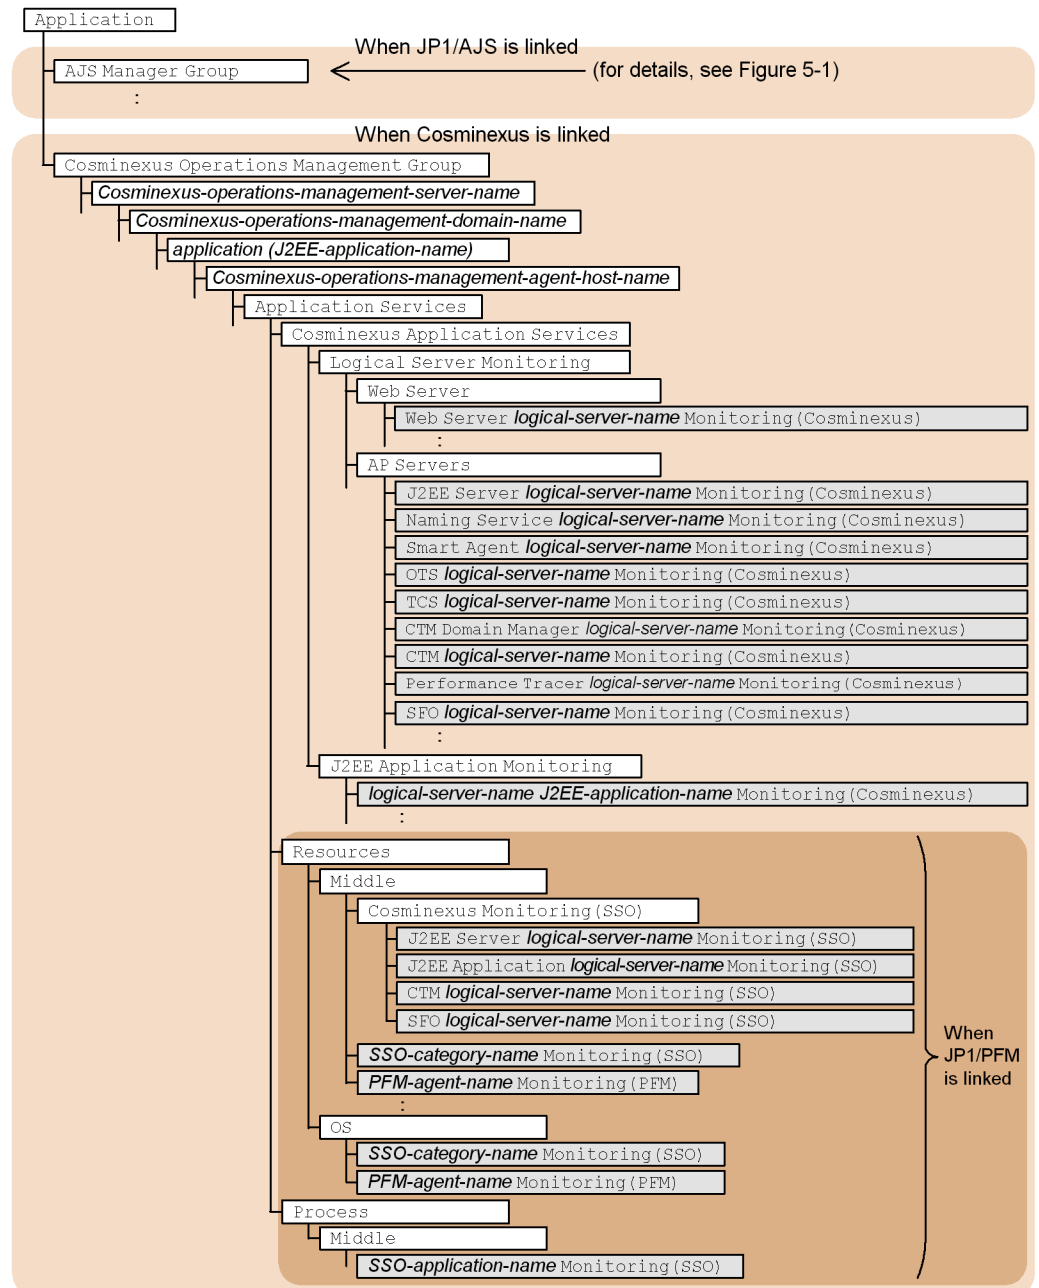 Application
When JP1/AJS is linked
AJS Manager Group
(for details, see Figure 5-1)
:
When Cosminexus is linked
Cosminexus Operations Management Group
Cosminexus-operations-management-server-name
Cosminexus-operations-management-domain-name
application (J2EE-application-name)
Cosminexus-operations-management-agent-host-name
Application Services
Cosminexus Application Services
Logical Server Monitoring
Web Server
Web Server logical-server-name Monitoring(Cosminexus)
:
AP Servers
J2EE Server logical-server-name Monitoring(Cosminexus)
Naming Service logical-server-name Monitoring(Cosminexus)
Smart Agent logical-server-name Monitoring(Cosminexus)
OTS logical-server-name Monitoring(Cosminexus)
TCS logical-server-name Monitoring(Cosminexus)
CTM Domain Manager logical-server-name Monitoring(Cosminexus)
CTM logical-server-name Monitoring(Cosminexus)
Performance Tracer logical-server-name Monitoring(Cosminexus)
SFO logical-server-name Monitoring(Cosminexus)
:
J2EE Application Monitoring
logical-server-name J2EE-application-name Monitoring(Cosminexus)
:
Resources
Middle
Cosminexus Monitoring(SSO)
J2EE Server logical-server-name Monitoring(SSO)
J2EE Application logical-server-name Monitoring(SSO)
CTM logical-server-name Monitoring(SSO)
SFO logical-server-name Monitoring(SSO)
SSO-category-name Monitoring(SSO)
PFM-agent-name Monitoring(PFM)
:
OS
SSO-category-name Monitoring(SSO)
PFM-agent-name Monitoring(PFM)
Process
Middle
SSO-application-name Monitoring(SSO)
When
JP1/PFM
is linked